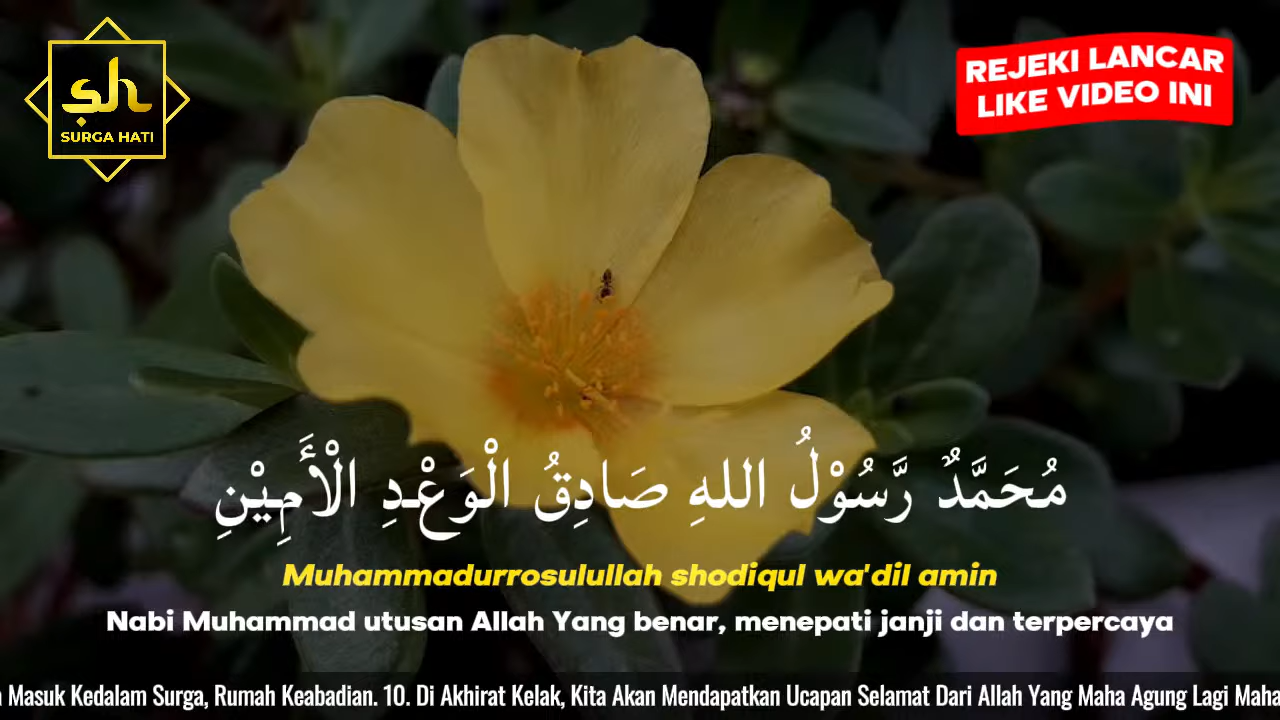 sh
SURGA HATI
REJEKI LANCAR
LIKE VIDEO INI
مُحَمَّدٌ رَّسُوْلُ اللهِ صَادِقُ الْوَعْدِ الْأَمِيْنِ
Muhammadurrosulullah shodiqul wa'dil amin
Nabi Muhammad utusan Allah Yang benar, menepati janji dan terpercaya
Masuk Kedalam Surga, Rumah Keabadian. 10. Di Akhirat Kelak, Kita Akan Mendapatkan Ucapan Selamat Dari Allah Yang Maha Agung Lagi Maha